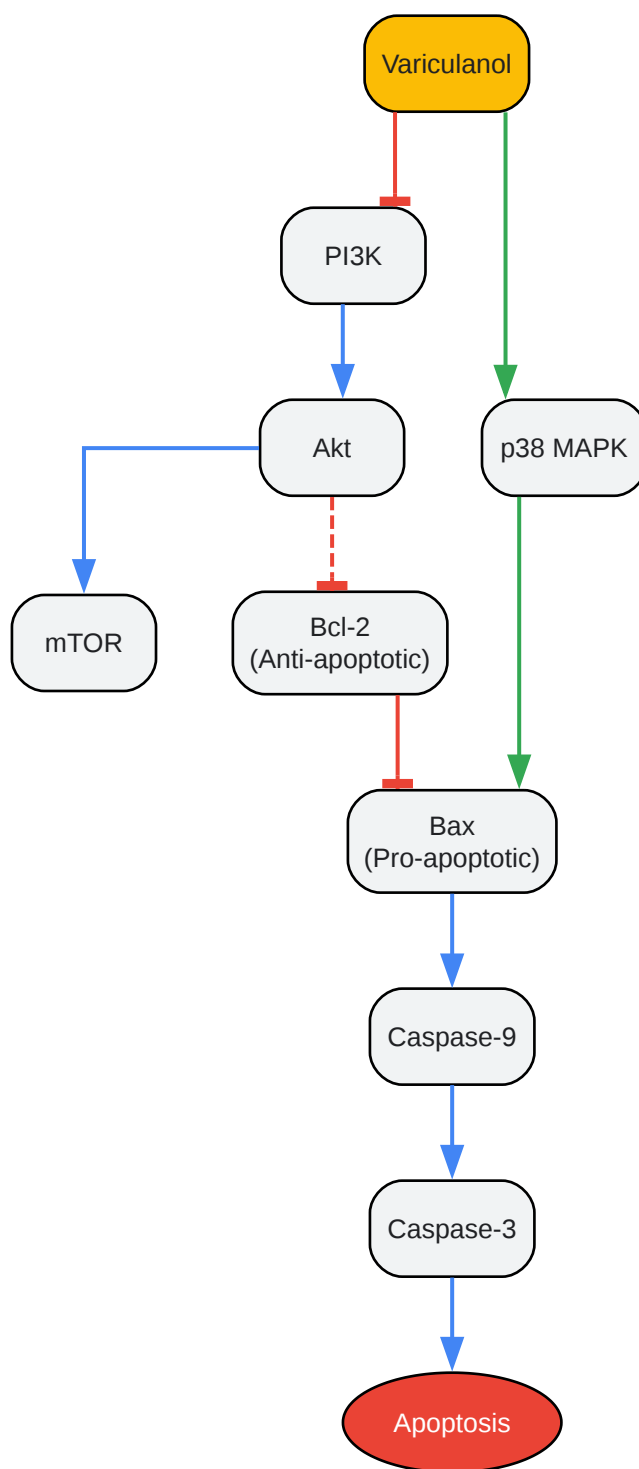 Variculanol
PI3K
Akt
p38 MAPK
mTOR
Bcl-2
(Anti-apoptotic)
Bax
(Pro-apoptotic)
Caspase-9
Caspase-3
Apoptosis